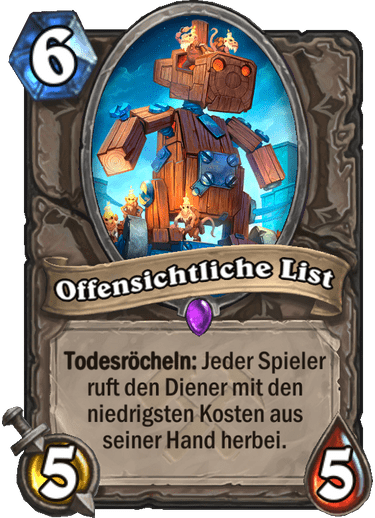 6
Offensichtliche List
Todesröcheln: Jeder Spieler
ruft den Diener mit den
niedrigsten Kosten aus
seiner Hand herbei.
5
5